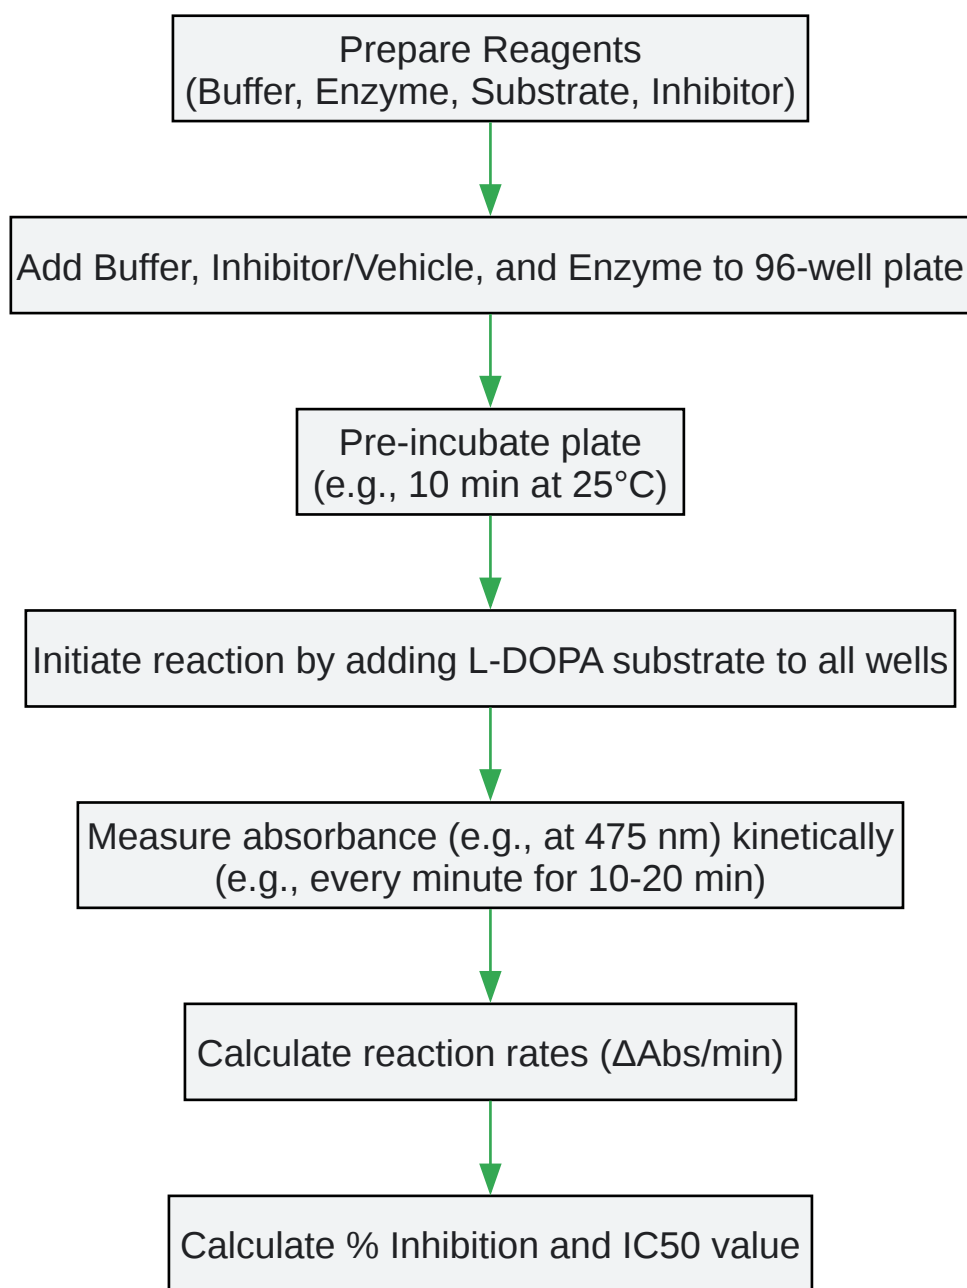 Prepare Reagents
(Buffer, Enzyme, Substrate, Inhibitor)
Add Buffer, Inhibitor/Vehicle, and Enzyme to 96-well plate
Pre-incubate plate
(e.g., 10 min at 25°C)
Initiate reaction by adding L-DOPA substrate to all wells
Measure absorbance (e.g., at 475 nm) kinetically
(e.g., every minute for 10-20 min)
Calculate reaction rates (ΔAbs/min)
Calculate % Inhibition and IC50 value